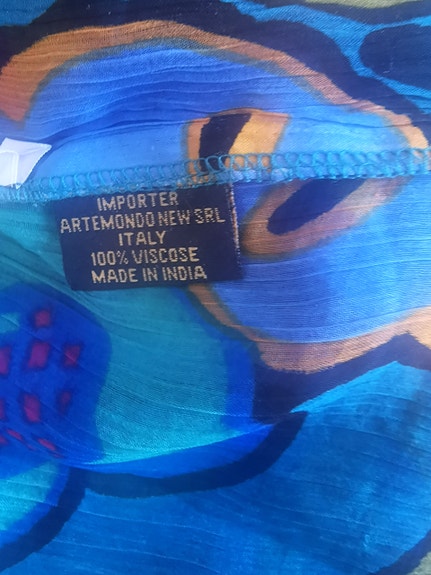 IMPORTER
ARTEMONDO NEW SRL
ITALY
100% VISCOSE
MADE IN INDIA